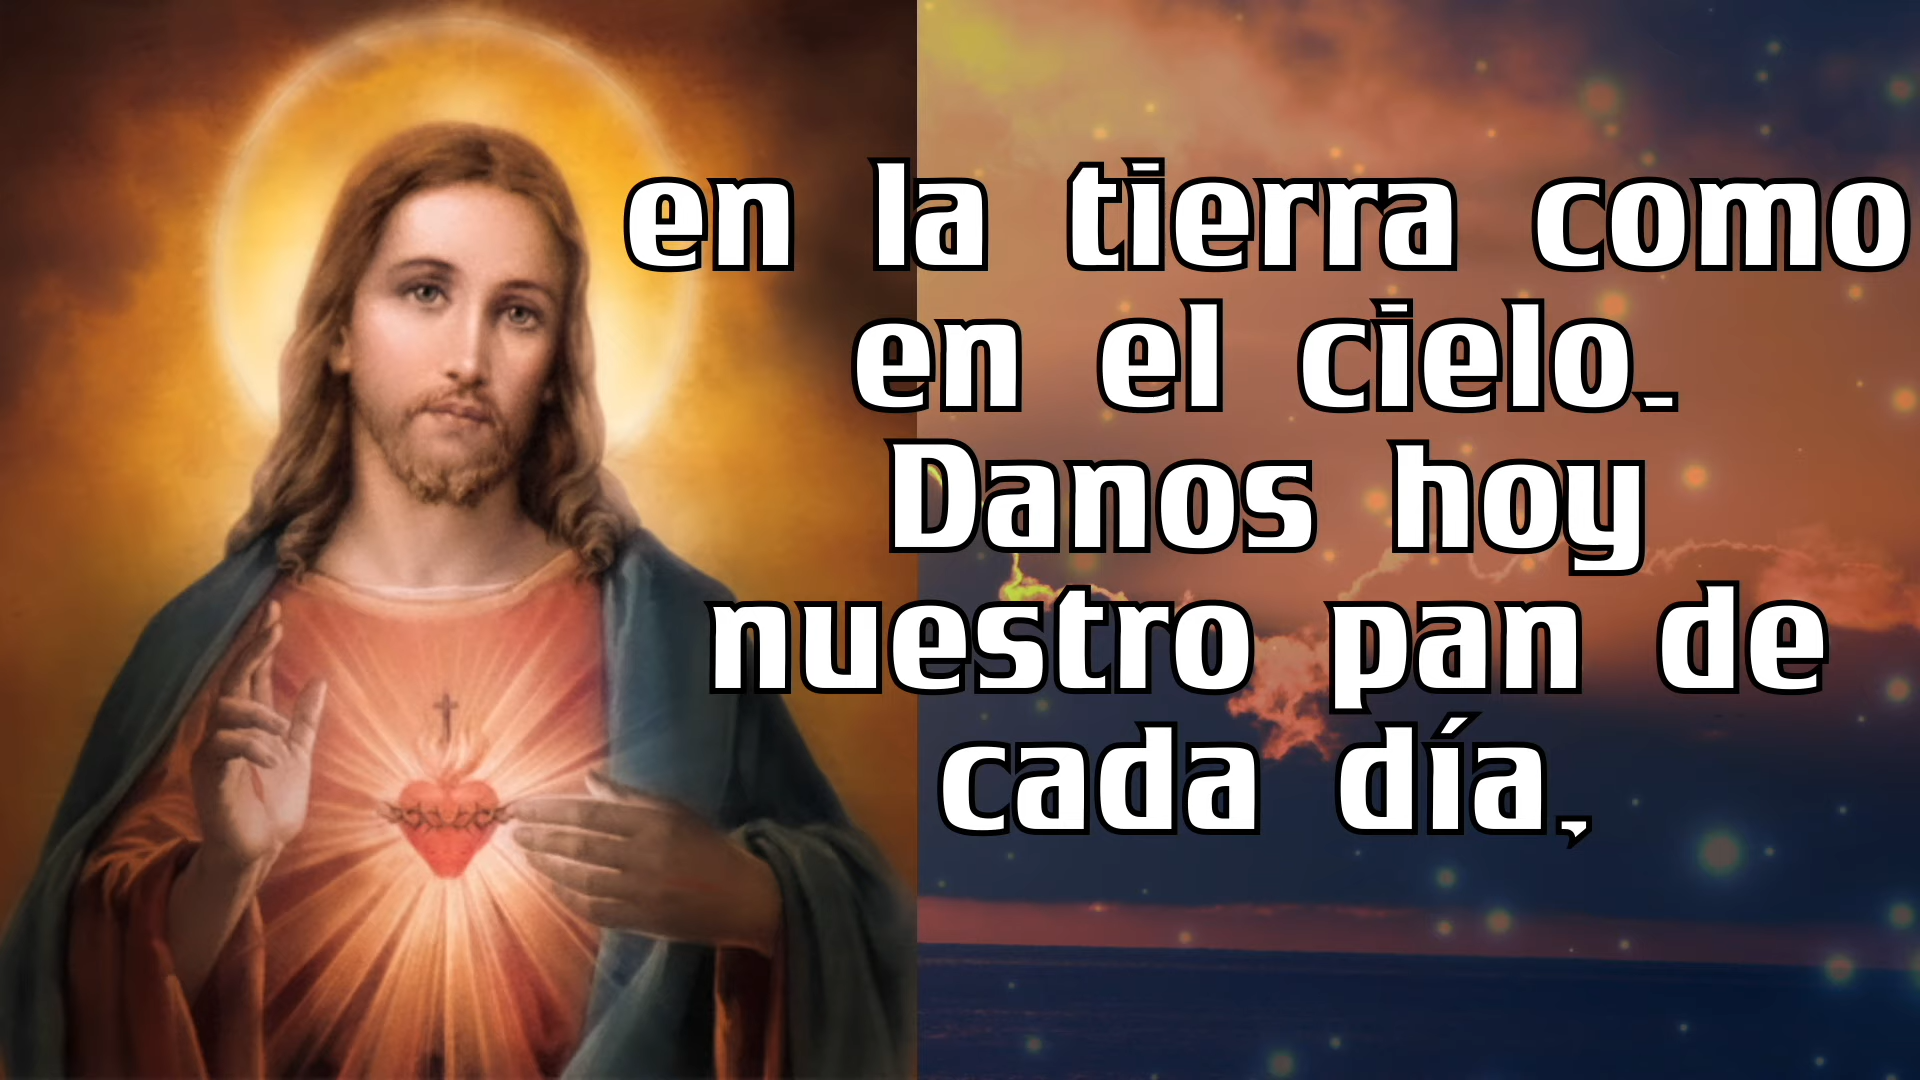 en la tierra como
en el cielo.
Danos hoy
nuestro pan de
cada día,